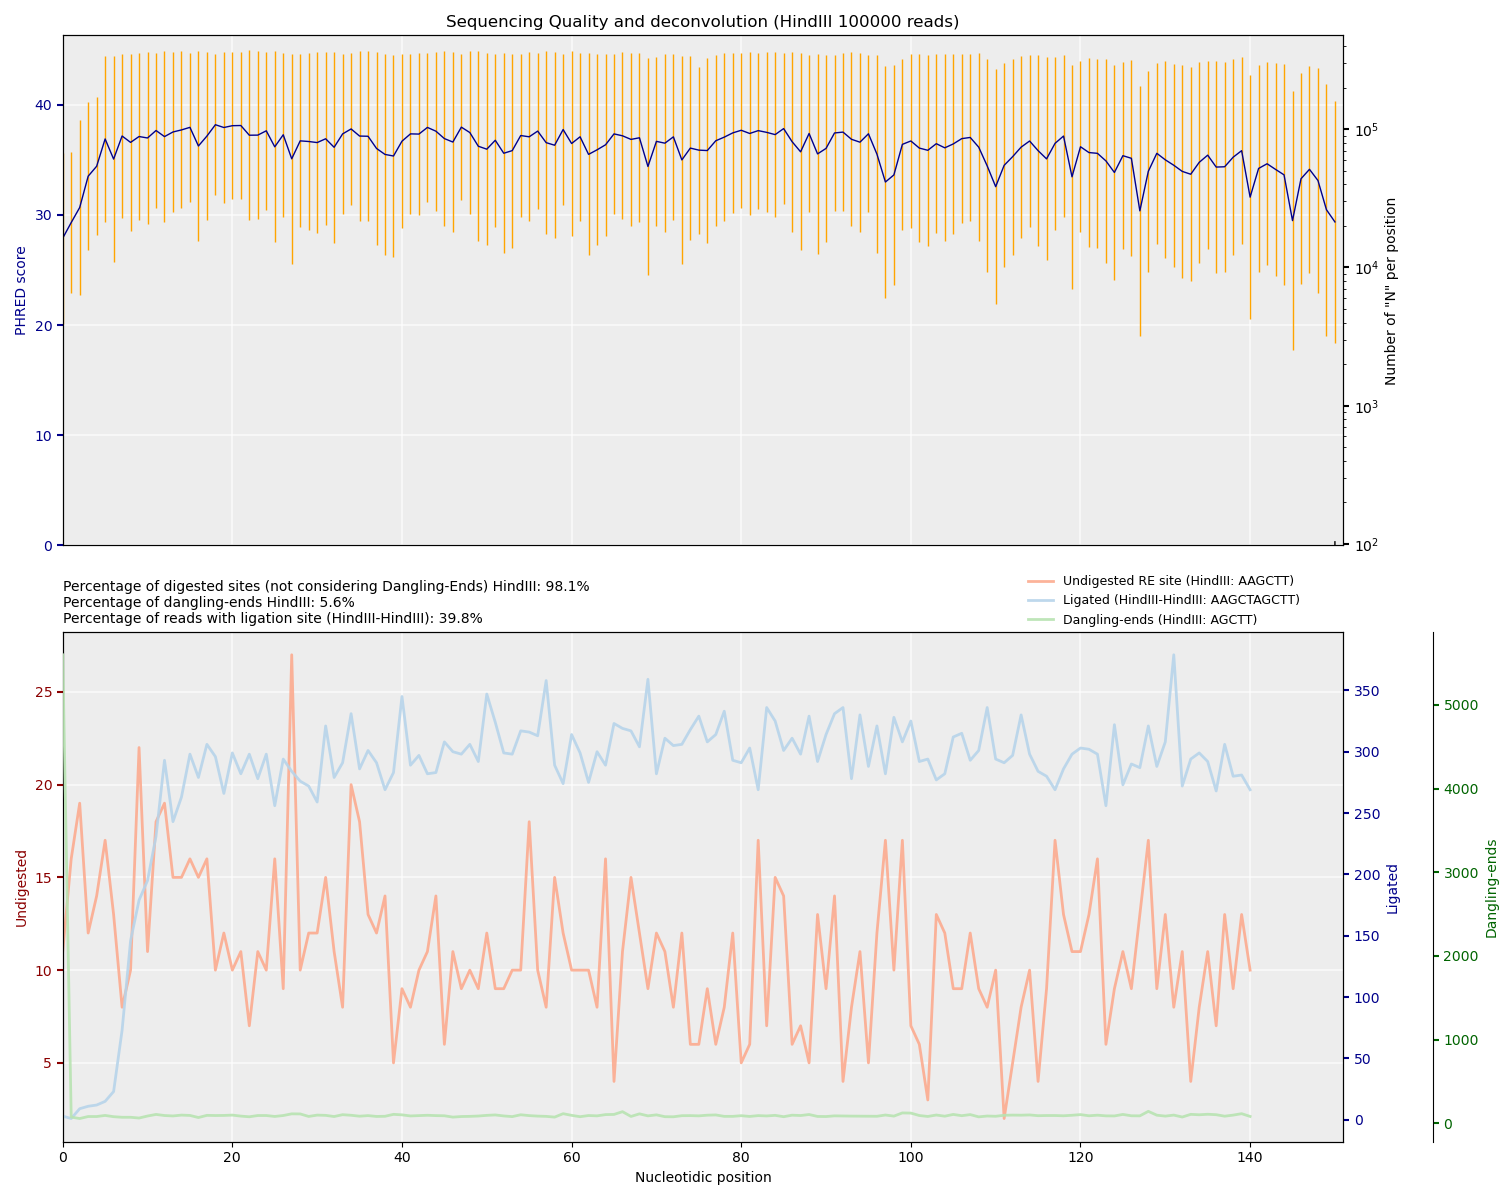 Sequencing Quality and deconvolution (HindIII 100000 reads)
40
30
20
10
0
PHRED score
10^5
10^4
10^3
10^2
Number of "N" per position
Percentage of digested sites (not considering Dangling-Ends) HindIII: 98.1%
Percentage of dangling-ends HindIII: 5.6%
Percentage of reads with ligation site (HindIII-HindIII): 39.8%
Undigested RE site (HindIII: AAGCTT)
Ligated (HindIII-HindIII: AAGCTAGCTT)
Dangling-ends (HindIII: AGCTT)
25
20
15
10
5
Undigested
350
300
250
200
150
100
50
0
Ligated
5000
4000
3000
2000
1000
0
Dangling-ends
0 20 40 60 80 100 120 140
Nucleotidic position